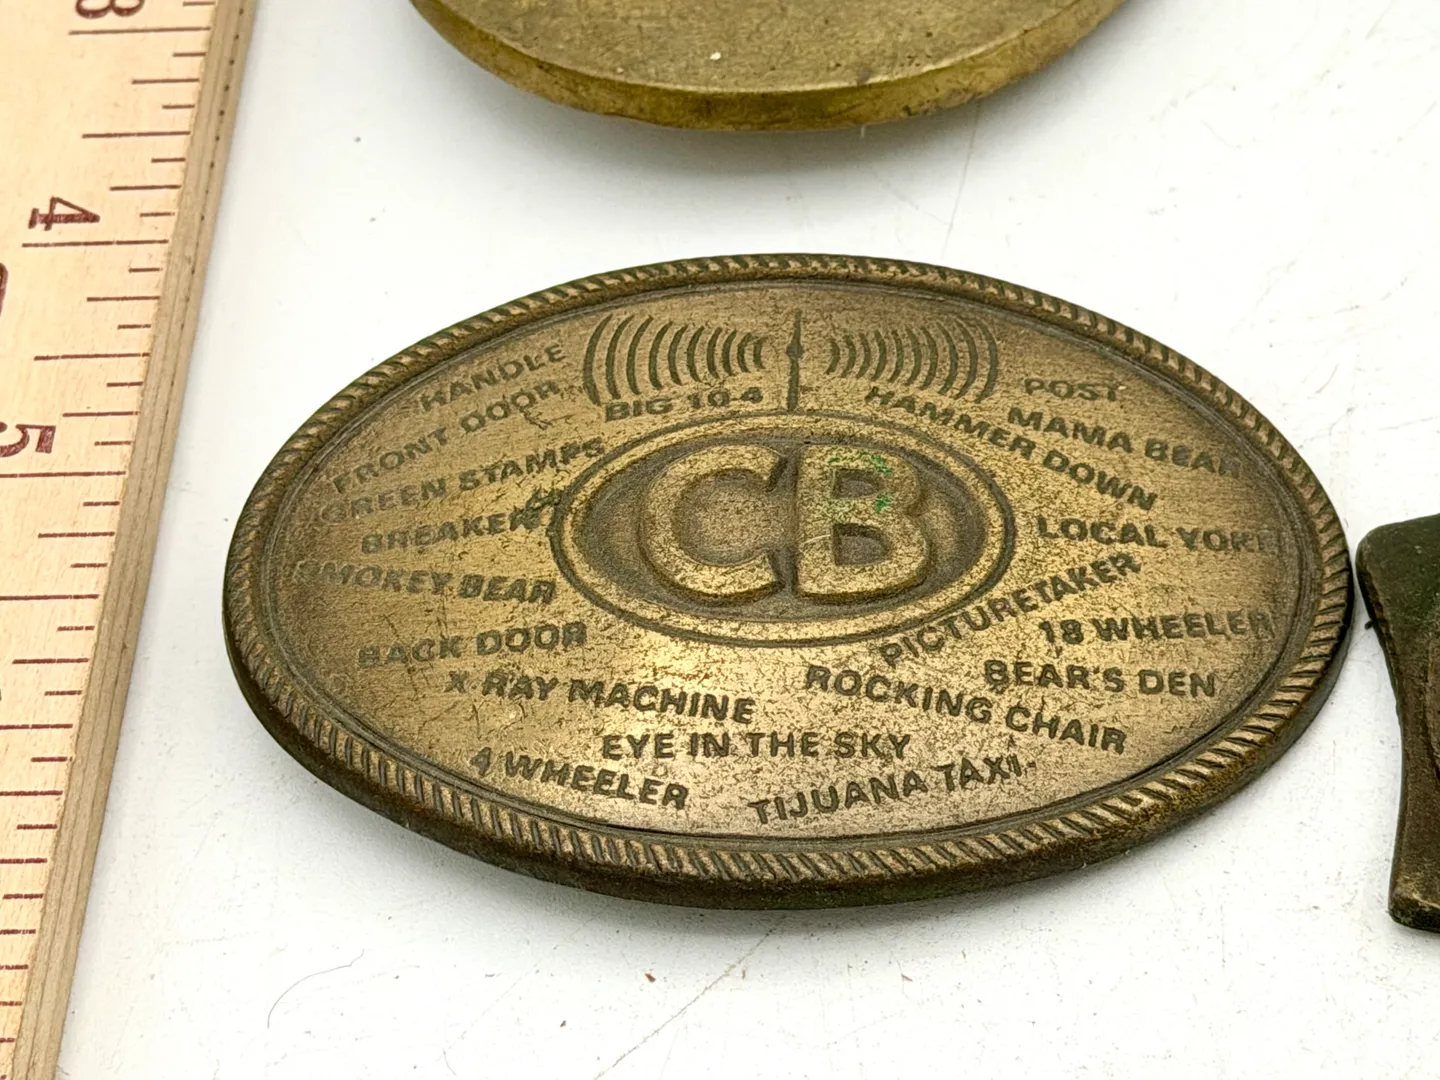 3
4
5
HANDLE
FRONT DOOR
BIG 10-4
GREEN STAMPS
BREAKER
SMOKEY BEAR
BACK DOOR
X RAY MACHINE
EYE IN THE SKY
4 WHEELER
CB
POST
MAMA BEAR
HAMMER DOWN
LOCAL YOKEL
PICTURETAKER
18 WHEELER
BEAR'S DEN
ROCKING CHAIR
TIJUANA TAXI